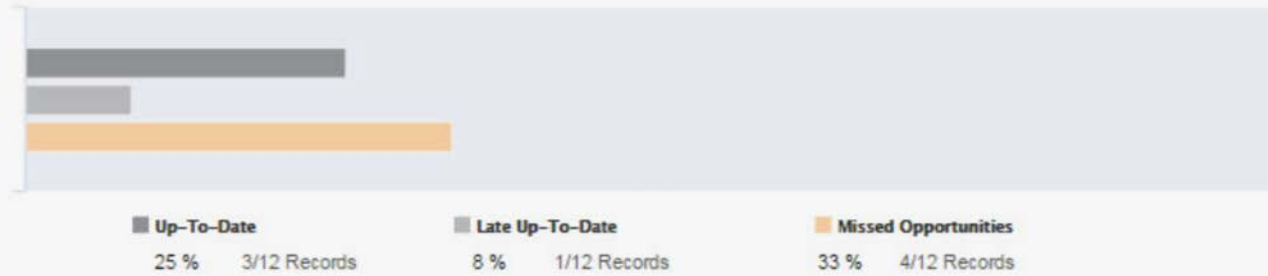 Up-To-Date Late Up-To-Date Missed Opportunities
25 % 3/12 Records 8 % 1/12 Records 33 % 4/12 Records